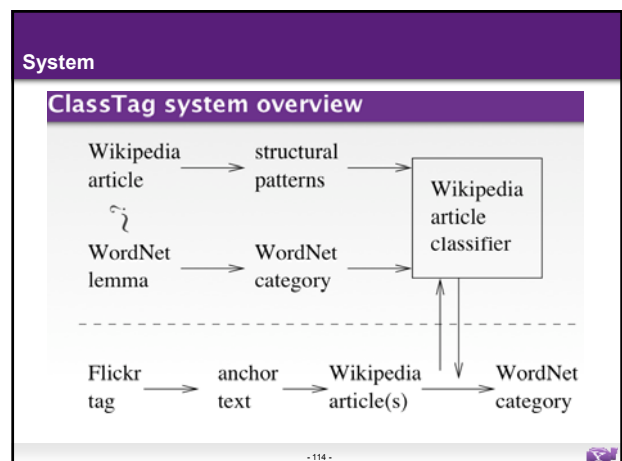 System
ClassTag system overview
Wikipedia article
structural patterns
Wikipedia article classifier
WordNet lemma
WordNet category
Flickr tag
anchor text
Wikipedia article(s)
WordNet category
- 114 -